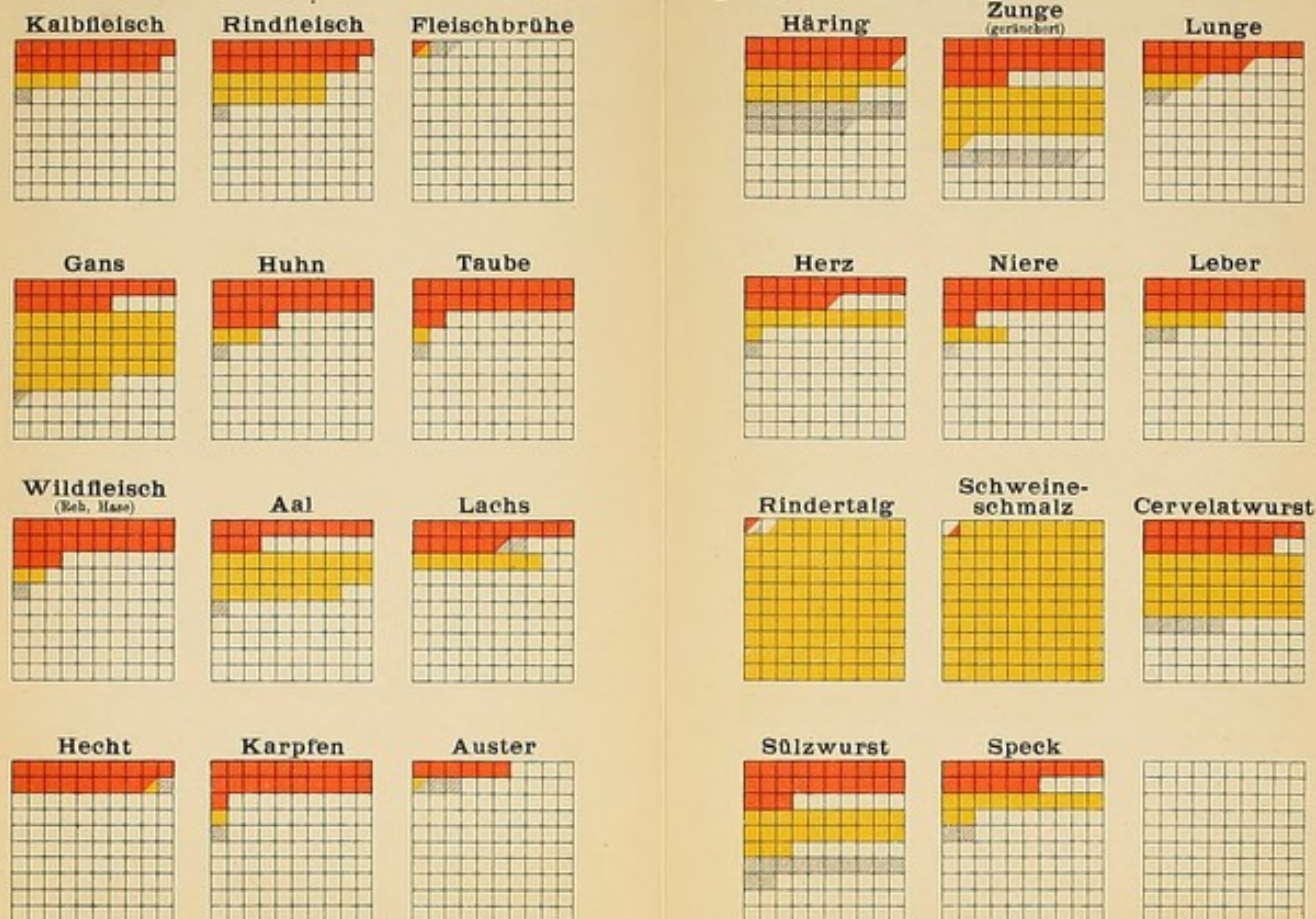 Kalbfleisch
Rindfleisch
Fleischbrühe
Häring
Zunge
(geräuchert)
Lunge
Gans
Huhn
Taube
Herz
Niere
Leber
Wildfleisch
(Reh, Hase)
Aal
Lachs
Rindertalg
Schweine-
schmalz
Cervelatwurst
Hecht
Karpfen
Auster
Sülzwurst
Speck